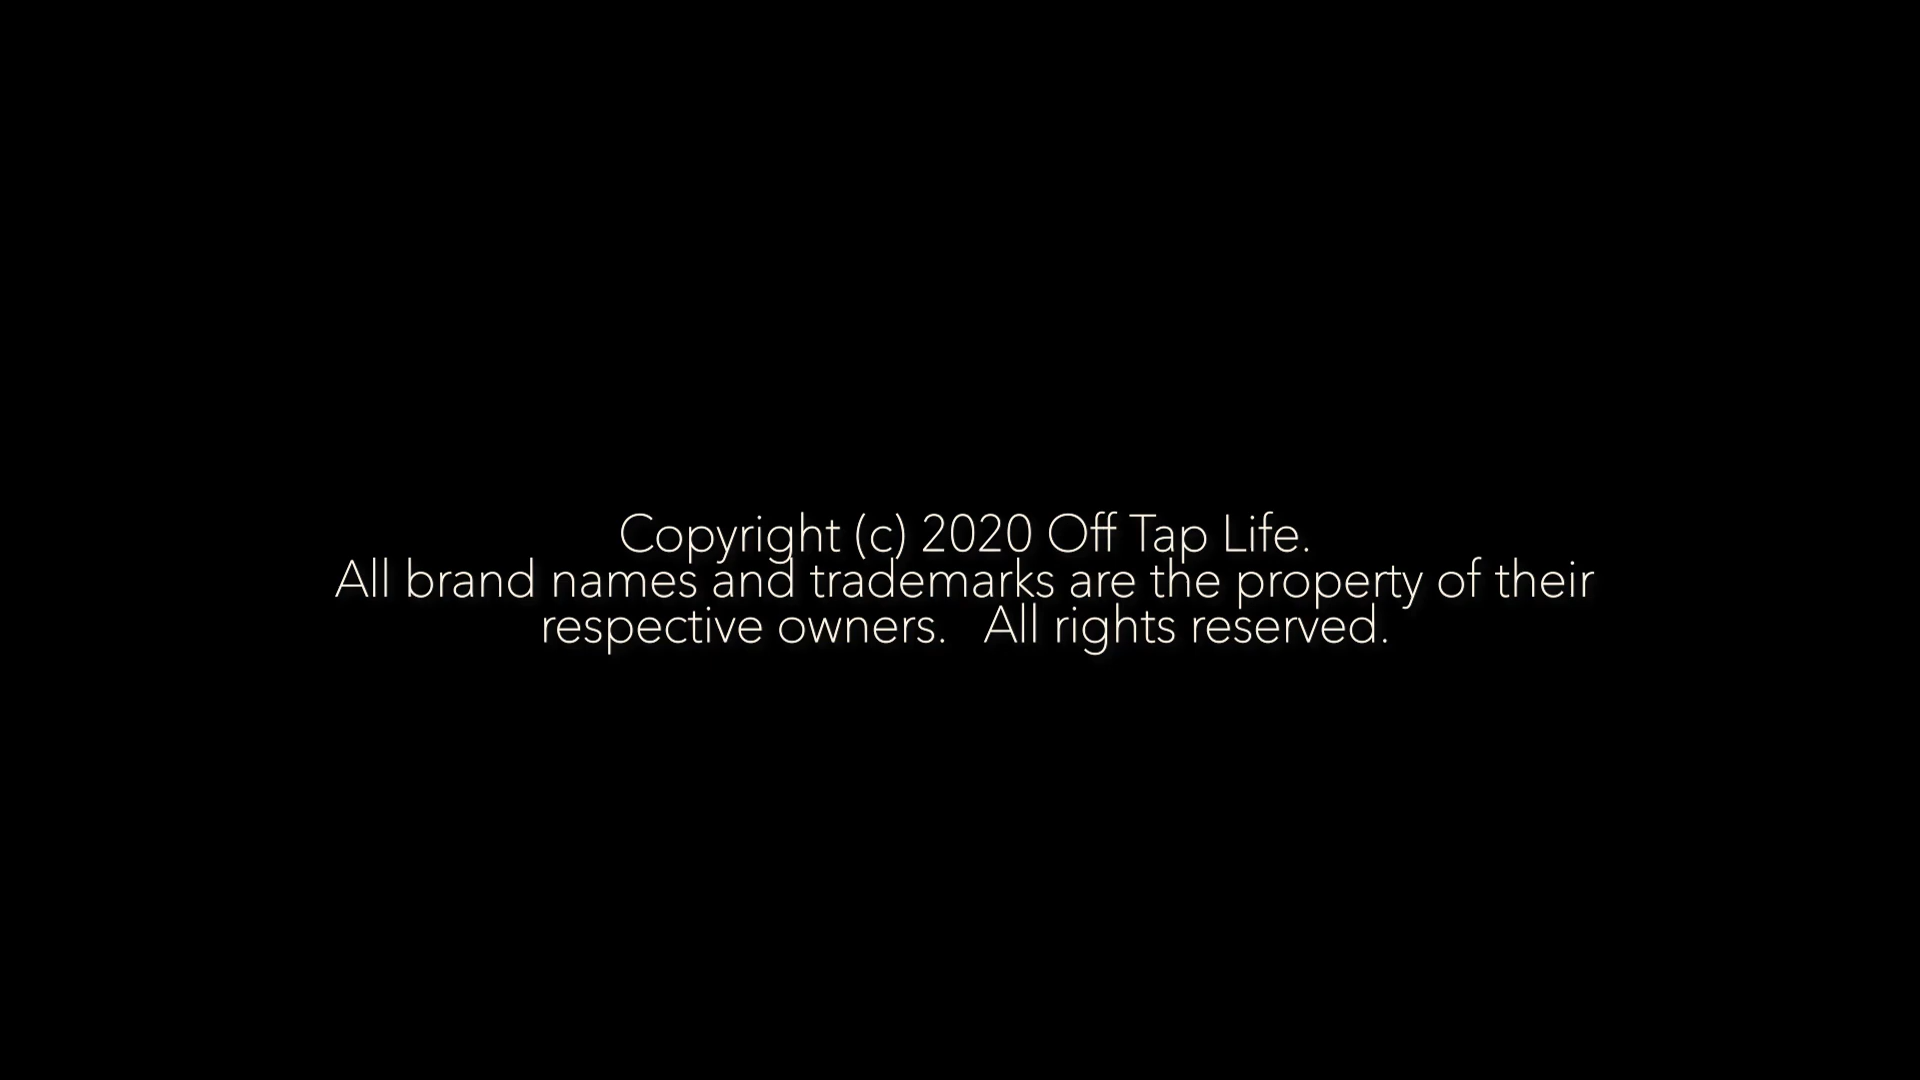 Copyright (c) 2020 Off Tap Life.
All brand names and trademarks are the property of their
respective owners.   All rights reserved.